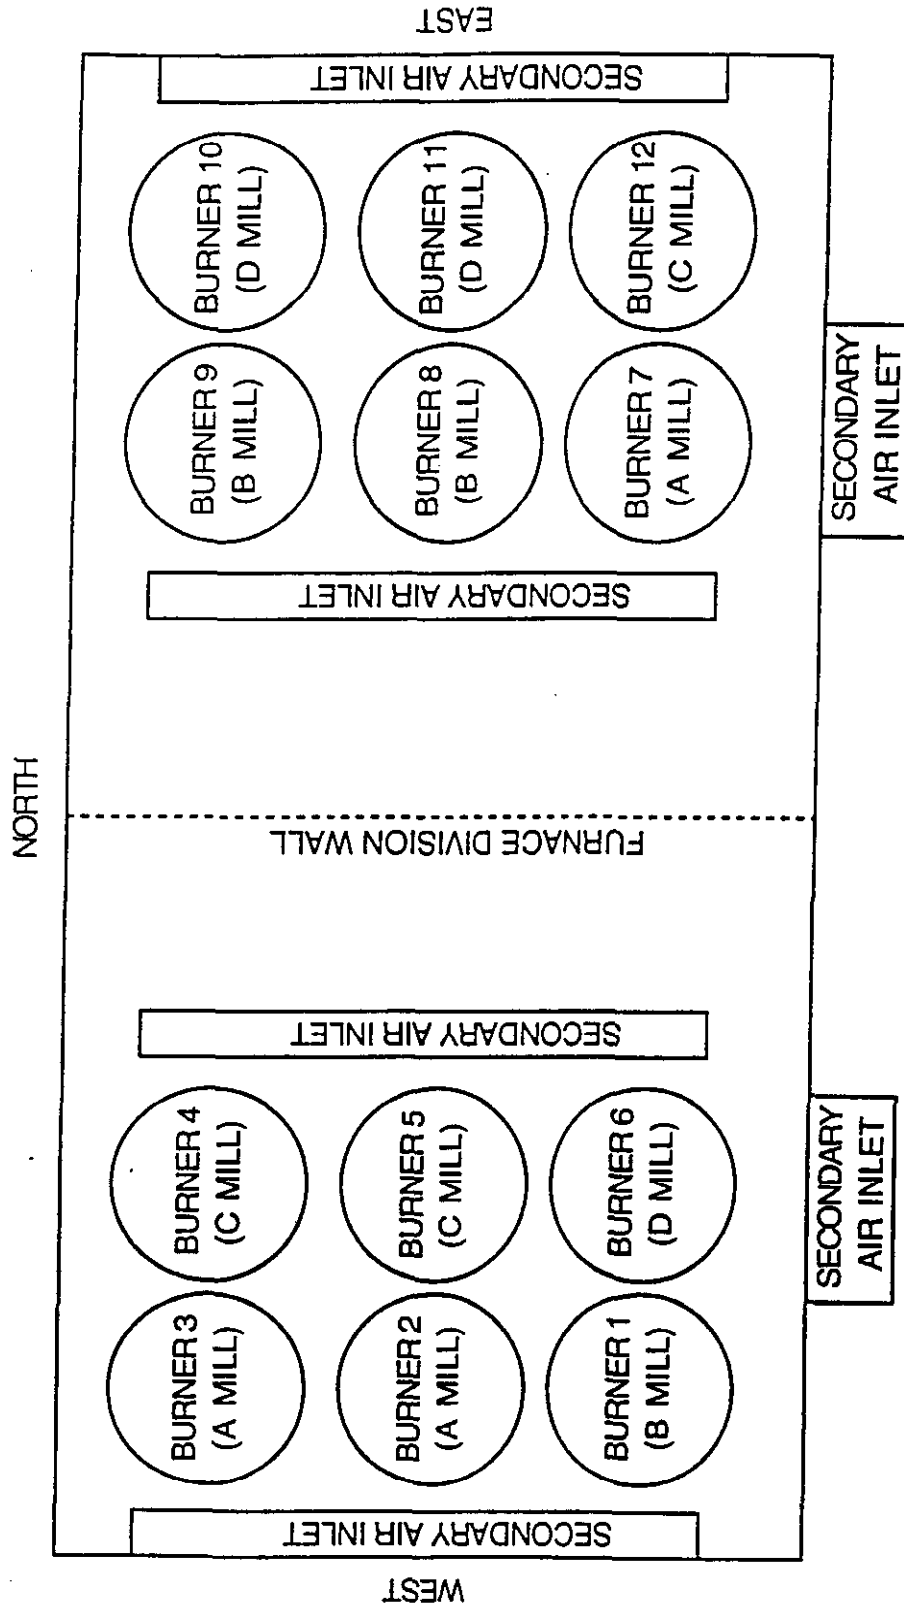 NORTH
WEST
SECONDARY AIR INLET
BURNER 3
(A MILL)
BURNER 4
(C MILL)
BURNER 2
(A MILL)
BURNER 5
(C MILL)
BURNER 1
(B MILL)
BURNER 6
(D MILL)
SECONDARY AIR INLET
FURNACE DIVISION WALL
SECONDARY AIR INLET
BURNER 9
(B MILL)
BURNER 10
(D MILL)
BURNER 8
(B MILL)
BURNER 11
(D MILL)
BURNER 7
(A MILL)
BURNER 12
(C MILL)
SECONDARY AIR INLET
EAST
SECONDARY
AIR INLET
SECONDARY
AIR INLET